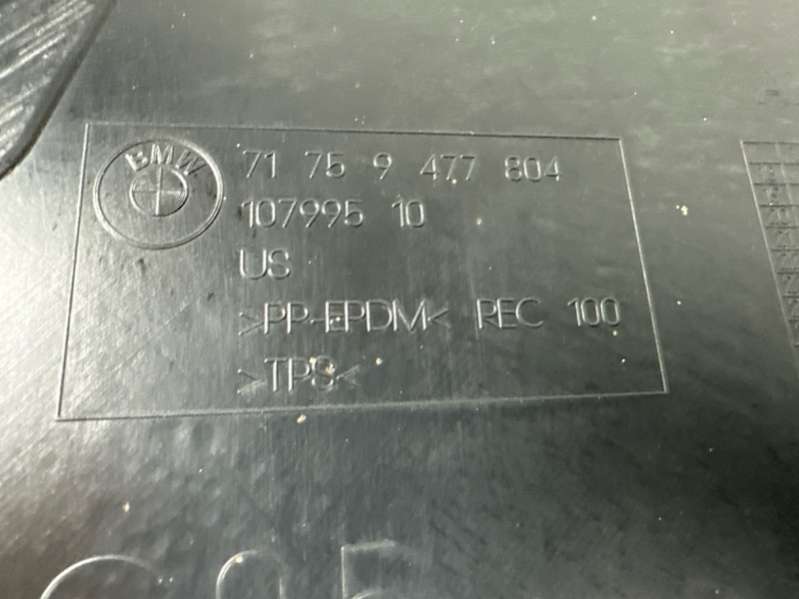 BMW
71 75 9 477 804
107995 10
US
>PP-EPDM< REC 100
>TPS<